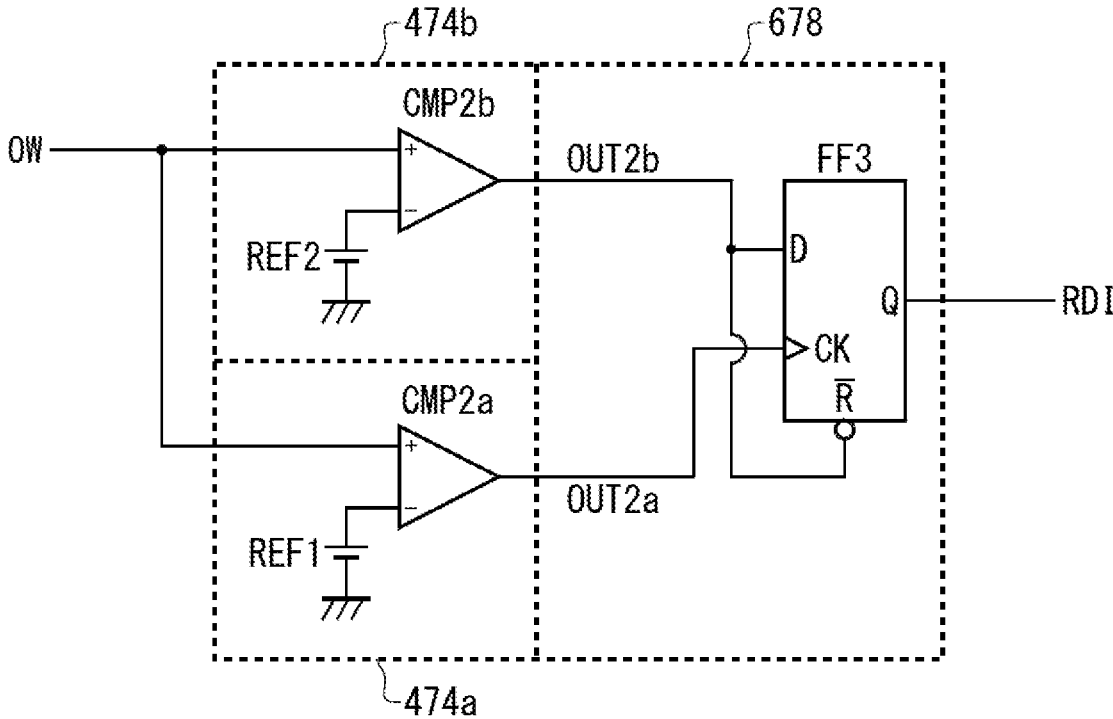 474b
678
CMP2b
OW
+
OUT2b
FF3
−
REF2
D
Q
RDI
CK
CMP2a
R̅
+
OUT2a
−
REF1
474a